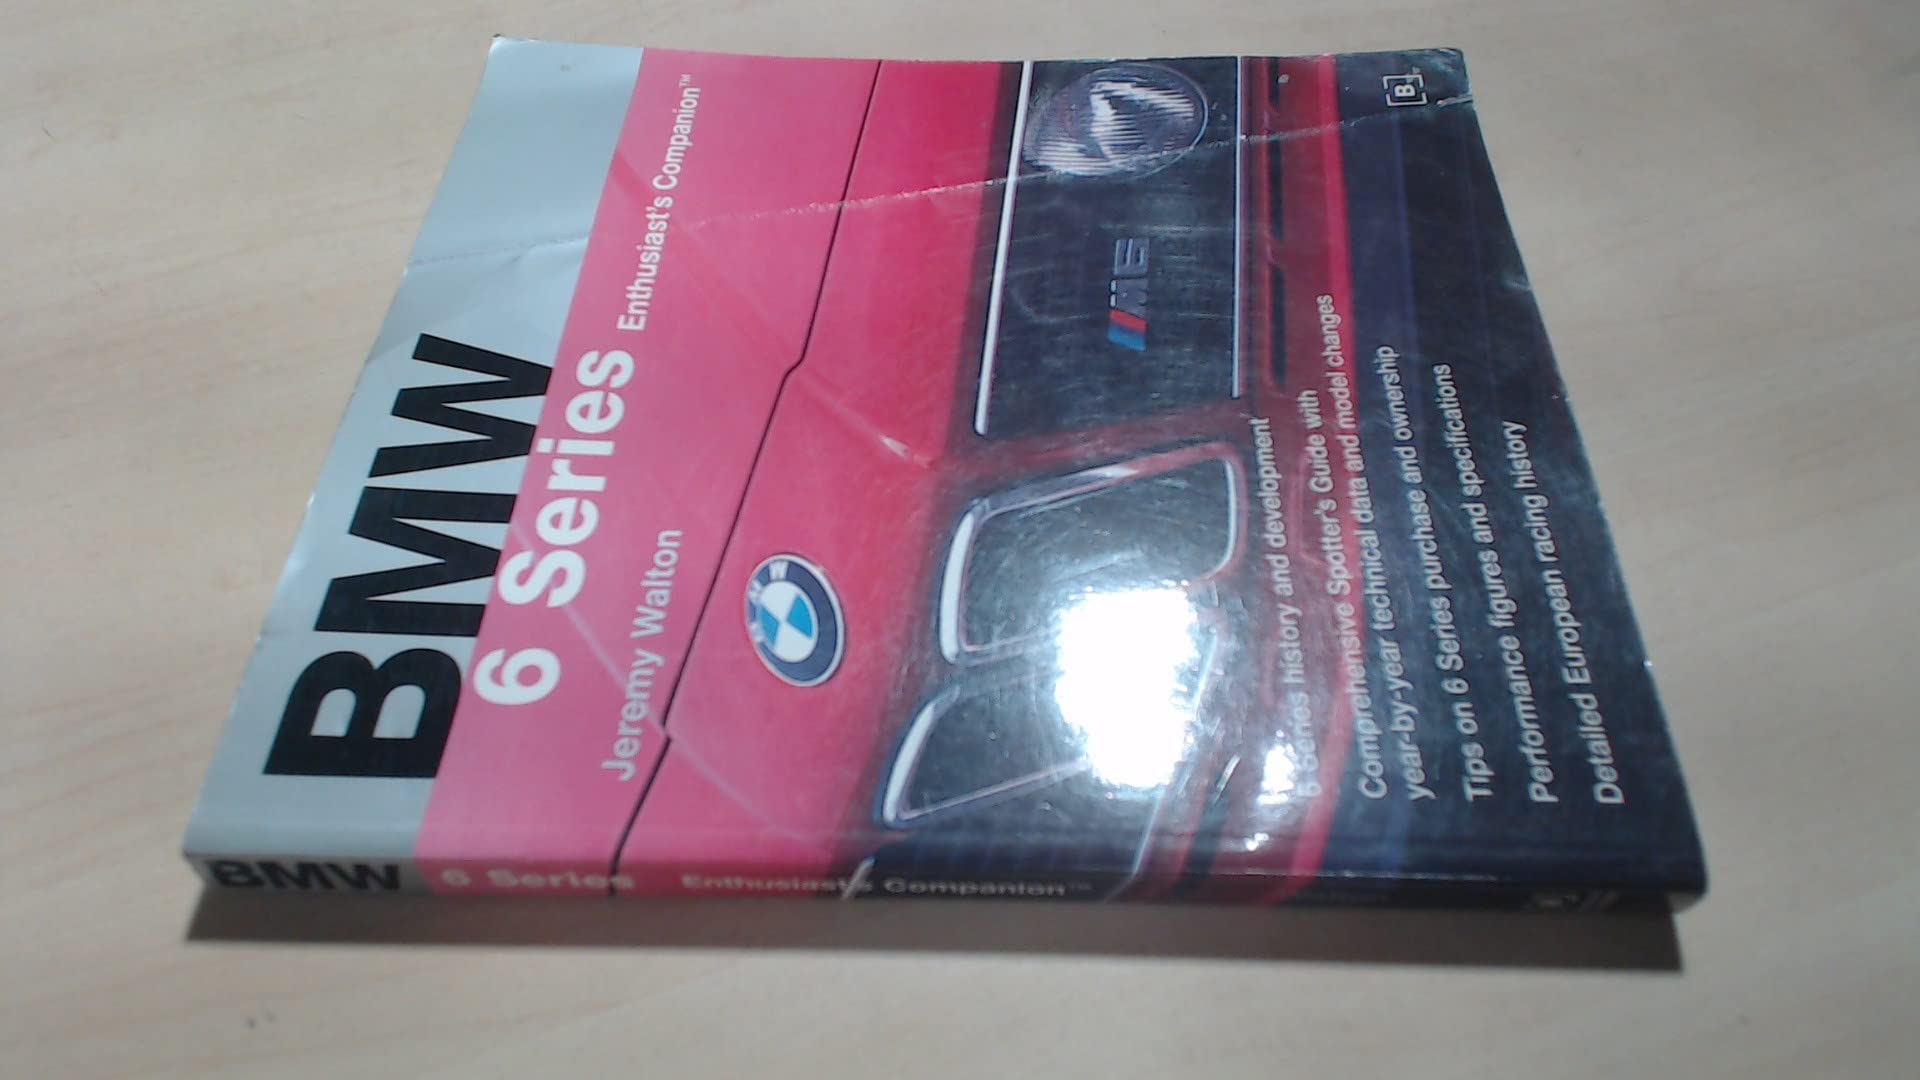 BMW
6 Series Enthusiast's Companion™
Jeremy Walton
BMW
M6
6 Series history and development
Comprehensive Spotter's Guide with
year-by-year technical data and model changes
Tips on 6 Series purchase and ownership
Performance figures and specifications
Detailed European racing history
B
BMW 6 Series Enthusiast's Companion™